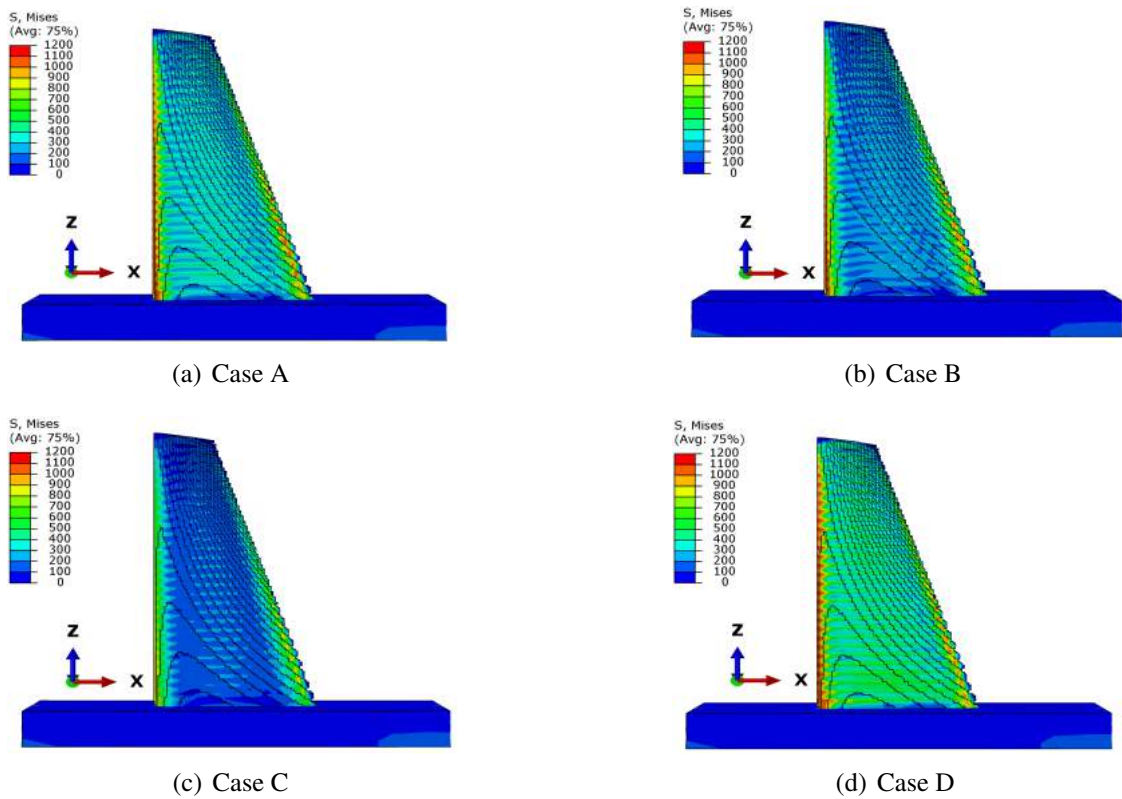 S, Mises
(Avg: 75%)
1200
1100
1000
900
800
700
600
500
400
300
200
100
0
Z
X
(a) Case A
S, Mises
(Avg: 75%)
1200
1100
1000
900
800
700
600
500
400
300
200
100
0
Z
X
(b) Case B
S, Mises
(Avg: 75%)
1200
1100
1000
900
800
700
600
500
400
300
200
100
0
Z
X
(c) Case C
S, Mises
(Avg: 75%)
1200
1100
1000
900
800
700
600
500
400
300
200
100
0
Z
X
(d) Case D